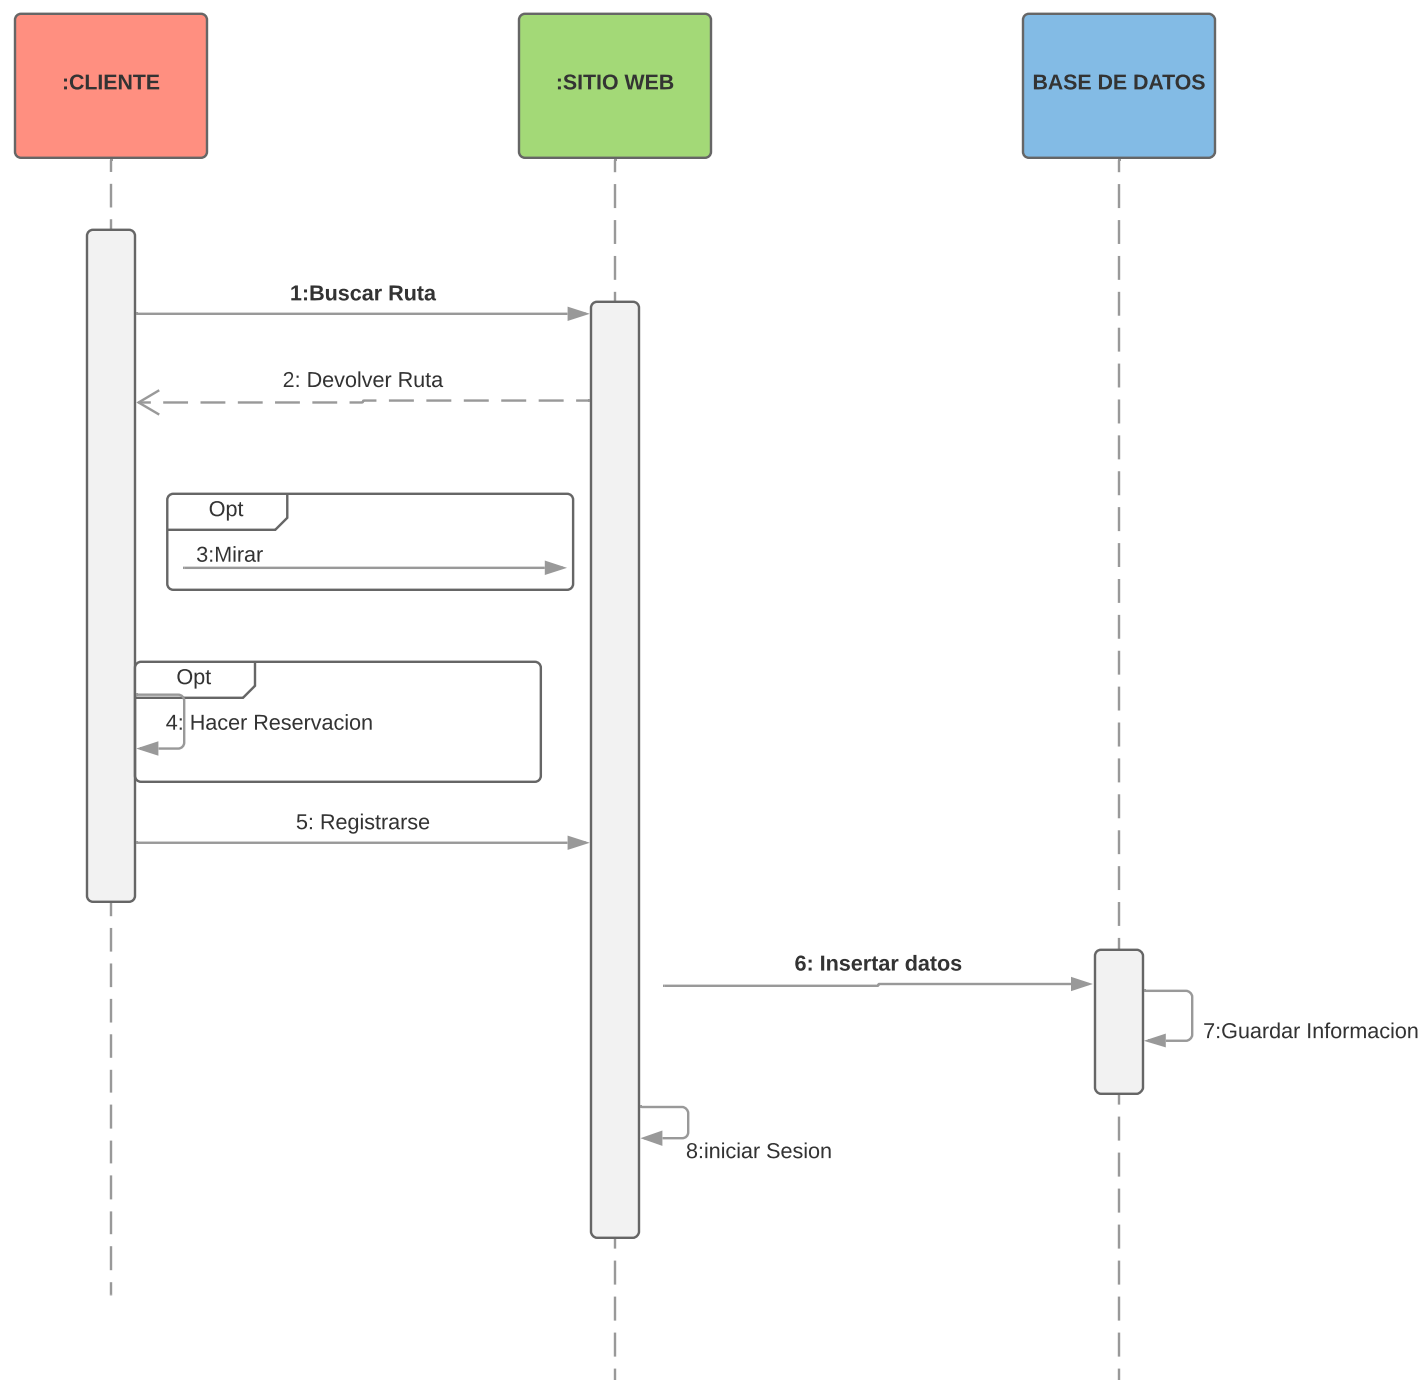 :CLIENTE
:SITIO WEB
BASE DE DATOS
1:Buscar Ruta
2: Devolver Ruta
Opt
3:Mirar
Opt
4: Hacer Reservacion
5: Registrarse
6: Insertar datos
7:Guardar Informacion
8:iniciar Sesion